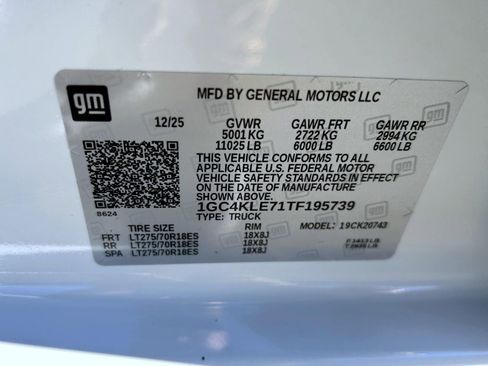 gm
MFD BY GENERAL MOTORS LLC
12/25 GVWR GAWR FRT GAWR RR
5001 KG 2722 KG 2994 KG
11025 LB 6000 LB 6600 LB
THIS VEHICLE CONFORMS TO ALL
APPLICABLE U.S. FEDERAL MOTOR
VEHICLE SAFETY STANDARDS IN EFFECT
ON THE DATE OF MANUFACTURE
SHOWN ABOVE.
8624 1GC4KLE71TF195739
TYPE: TRUCK
TIRE SIZE RIM MODEL: 19CK20743
FRT LT275/70R18ES 18X8J
RR LT275/70R18ES 18X8J
SPA LT275/70R18ES 18X8J